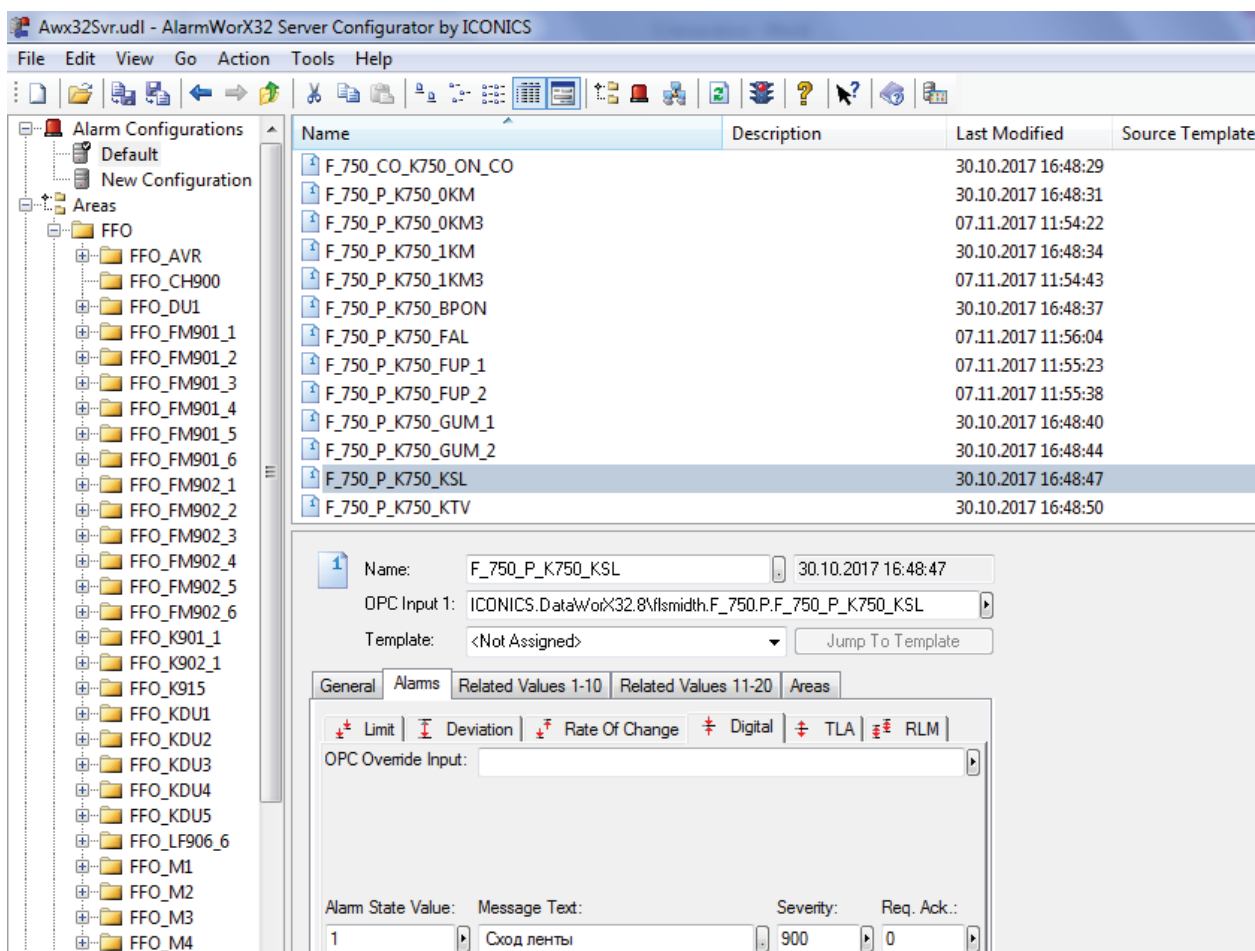 Awx32Svr.udl - AlarmWorX32 Server Configurator by ICONICS
File Edit View Go Action Tools Help
Alarm Configurations
Default
New Configuration
Areas
FFO
FFO_AVR
FFO_CH900
FFO_DU1
FFO_FM901_1
FFO_FM901_2
FFO_FM901_3
FFO_FM901_4
FFO_FM901_5
FFO_FM901_6
FFO_FM902_1
FFO_FM902_2
FFO_FM902_3
FFO_FM902_4
FFO_FM902_5
FFO_FM902_6
FFO_K901_1
FFO_K902_1
FFO_K915
FFO_KDU1
FFO_KDU2
FFO_KDU3
FFO_KDU4
FFO_KDU5
FFO_LF906_6
FFO_M1
FFO_M2
FFO_M3
FFO_M4
Name Description Last Modified Source Template
F_750_CO_K750_ON_CO 30.10.2017 16:48:29
F_750_P_K750_0KM 30.10.2017 16:48:31
F_750_P_K750_0KM3 07.11.2017 11:54:22
F_750_P_K750_1KM 30.10.2017 16:48:34
F_750_P_K750_1KM3 07.11.2017 11:54:43
F_750_P_K750_BPON 30.10.2017 16:48:37
F_750_P_K750_FAL 07.11.2017 11:56:04
F_750_P_K750_FUP_1 07.11.2017 11:55:23
F_750_P_K750_FUP_2 07.11.2017 11:55:38
F_750_P_K750_GUM_1 30.10.2017 16:48:40
F_750_P_K750_GUM_2 30.10.2017 16:48:44
F_750_P_K750_KSL 30.10.2017 16:48:47
F_750_P_K750_KTV 30.10.2017 16:48:50
Name: F_750_P_K750_KSL 30.10.2017 16:48:47
OPC Input 1: ICONICS.DataWorX32.8\flsmidth.F_750.P.F_750_P_K750_KSL
Template: <Not Assigned> Jump To Template
General Alarms Related Values 1-10 Related Values 11-20 Areas
Limit Deviation Rate Of Change Digital TLA RLM
OPC Override Input:
Alarm State Value: Message Text: Severity: Req. Ack.:
1 Сход ленты 900 0